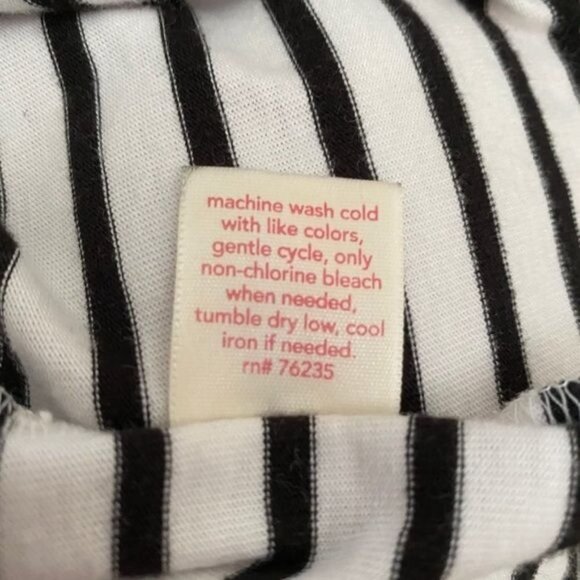 machine wash cold
with like colors,
gentle cycle, only
non-chlorine bleach
when needed,
tumble dry low, cool
iron if needed.
rn# 76235